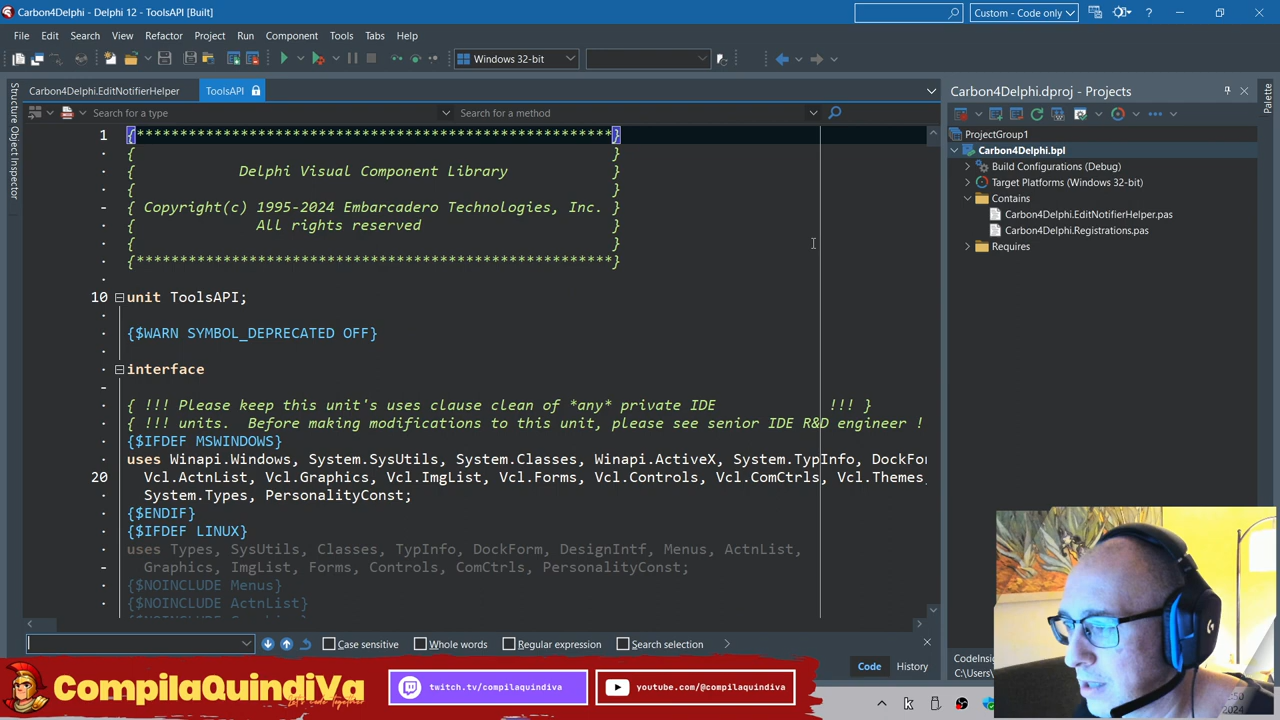 Carbon4Delphi - Delphi 12 - ToolsAPI [Built]
Custom - Code only
File Edit Search View Refactor Project Run Component Tools Tabs Help
Windows 32-bit
Carbon4Delphi.EditNotifierHelper ToolsAPI
Search for a type Search for a method
Structure Object Inspector
1 {*******************************************************}
{ }
{ Delphi Visual Component Library }
{ }
{ Copyright(c) 1995-2024 Embarcadero Technologies, Inc. }
{ All rights reserved }
{ }
{*******************************************************}
10 unit ToolsAPI;
{$WARN SYMBOL_DEPRECATED OFF}
interface
{ !!! Please keep this unit's uses clause clean of *any* private IDE !!! }
{ !!! units. Before making modifications to this unit, please see senior IDE R&D engineer !
{$IFDEF MSWINDOWS}
uses Winapi.Windows, System.SysUtils, System.Classes, Winapi.ActiveX, System.TypInfo, DockFor
20 Vcl.ActnList, Vcl.Graphics, Vcl.ImgList, Vcl.Forms, Vcl.Controls, Vcl.ComCtrls, Vcl.Themes,
System.Types, PersonalityConst;
{$ENDIF}
{$IFDEF LINUX}
uses Types, SysUtils, Classes, TypInfo, DockForm, DesignIntf, Menus, ActnList,
Graphics, ImgList, Forms, Controls, ComCtrls, PersonalityConst;
{$NOINCLUDE Menus}
{$NOINCLUDE ActnList}
Case sensitive Whole words Regular expression Search selection
Code History
Carbon4Delphi.dproj - Projects
Palette
ProjectGroup1
Carbon4Delphi.bpl
Build Configurations (Debug)
Target Platforms (Windows 32-bit)
Contains
Carbon4Delphi.EditNotifierHelper.pas
Carbon4Delphi.Registrations.pas
Requires
CompilaQuindiVa
Let's Code Together
twitch.tv/compilaquindiva
youtube.com/@compilaquindiva